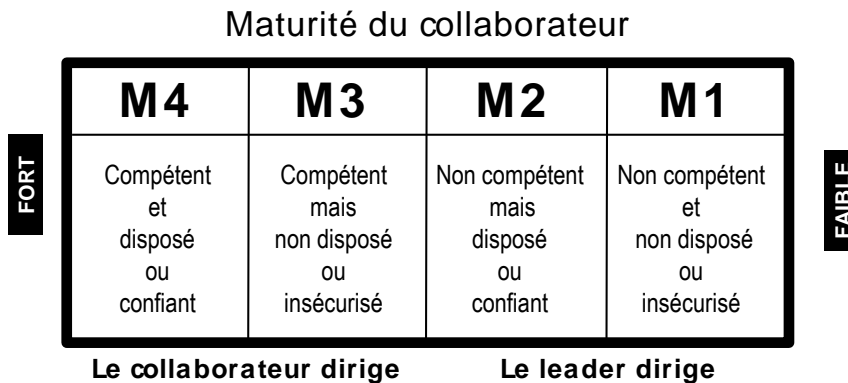 Maturité du collaborateur
M4 M3 M2 M1
FORT
Compétent
et
disposé
ou
confiant
Compétent
mais
non disposé
ou
insécurisé
Non compétent
mais
disposé
ou
confiant
Non compétent
et
non disposé
ou
insécurisé
FAIBLE
Le collaborateur dirige Le leader dirige